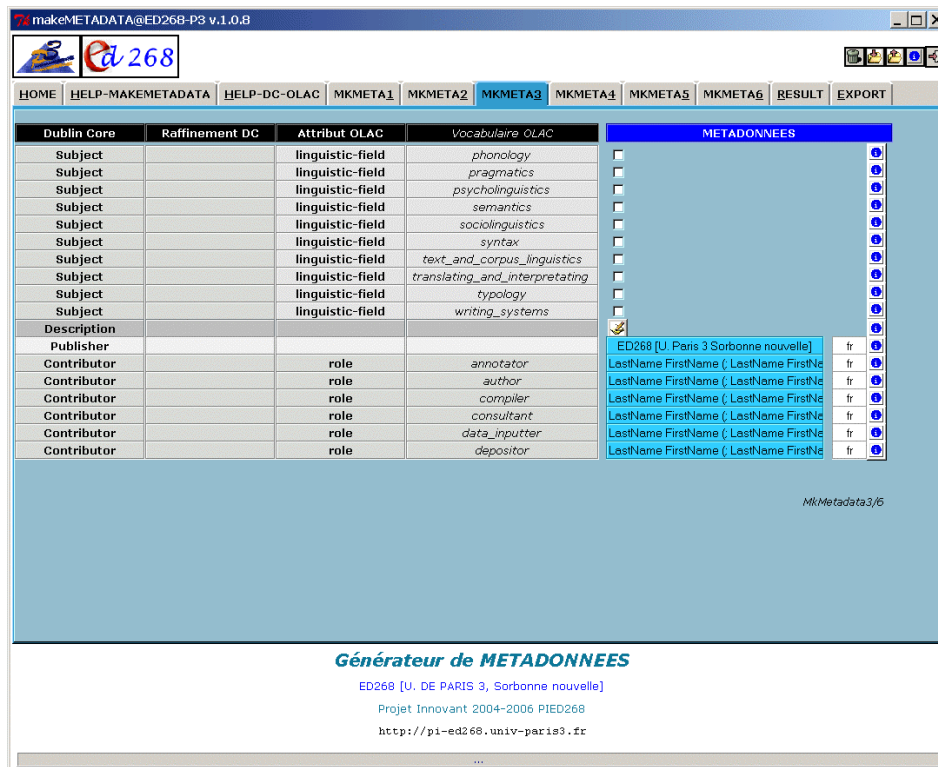 makeMETADATA@ED268-P3 v.1.0.8
ed 268
HOME HELP-MAKEMETADATA HELP-DC-OLAC MKMETA1 MKMETA2 MKMETA3 MKMETA4 MKMETA5 MKMETA6 RESULT EXPORT
Dublin Core Raffinement DC Attribut OLAC Vocabulaire OLAC METADONNEES
Subject linguistic-field phonology
Subject linguistic-field pragmatics
Subject linguistic-field psycholinguistics
Subject linguistic-field semantics
Subject linguistic-field sociolinguistics
Subject linguistic-field syntax
Subject linguistic-field text_and_corpus_linguistics
Subject linguistic-field translating_and_interpretating
Subject linguistic-field typology
Subject linguistic-field writing_systems
Description
Publisher ED268 [U. Paris 3 Sorbonne nouvelle] fr
Contributor role annotator LastName FirstName (; LastName FirstNa fr
Contributor role author LastName FirstName (; LastName FirstNa fr
Contributor role compiler LastName FirstName (; LastName FirstNa fr
Contributor role consultant LastName FirstName (; LastName FirstNa fr
Contributor role data_inputter LastName FirstName (; LastName FirstNa fr
Contributor role depositor LastName FirstName (; LastName FirstNa fr
MkMetadata3/6
Générateur de METADONNEES
ED268 [U. DE PARIS 3, Sorbonne nouvelle]
Projet Innovant 2004-2006 PIED268
http://pi-ed268.univ-paris3.fr
...